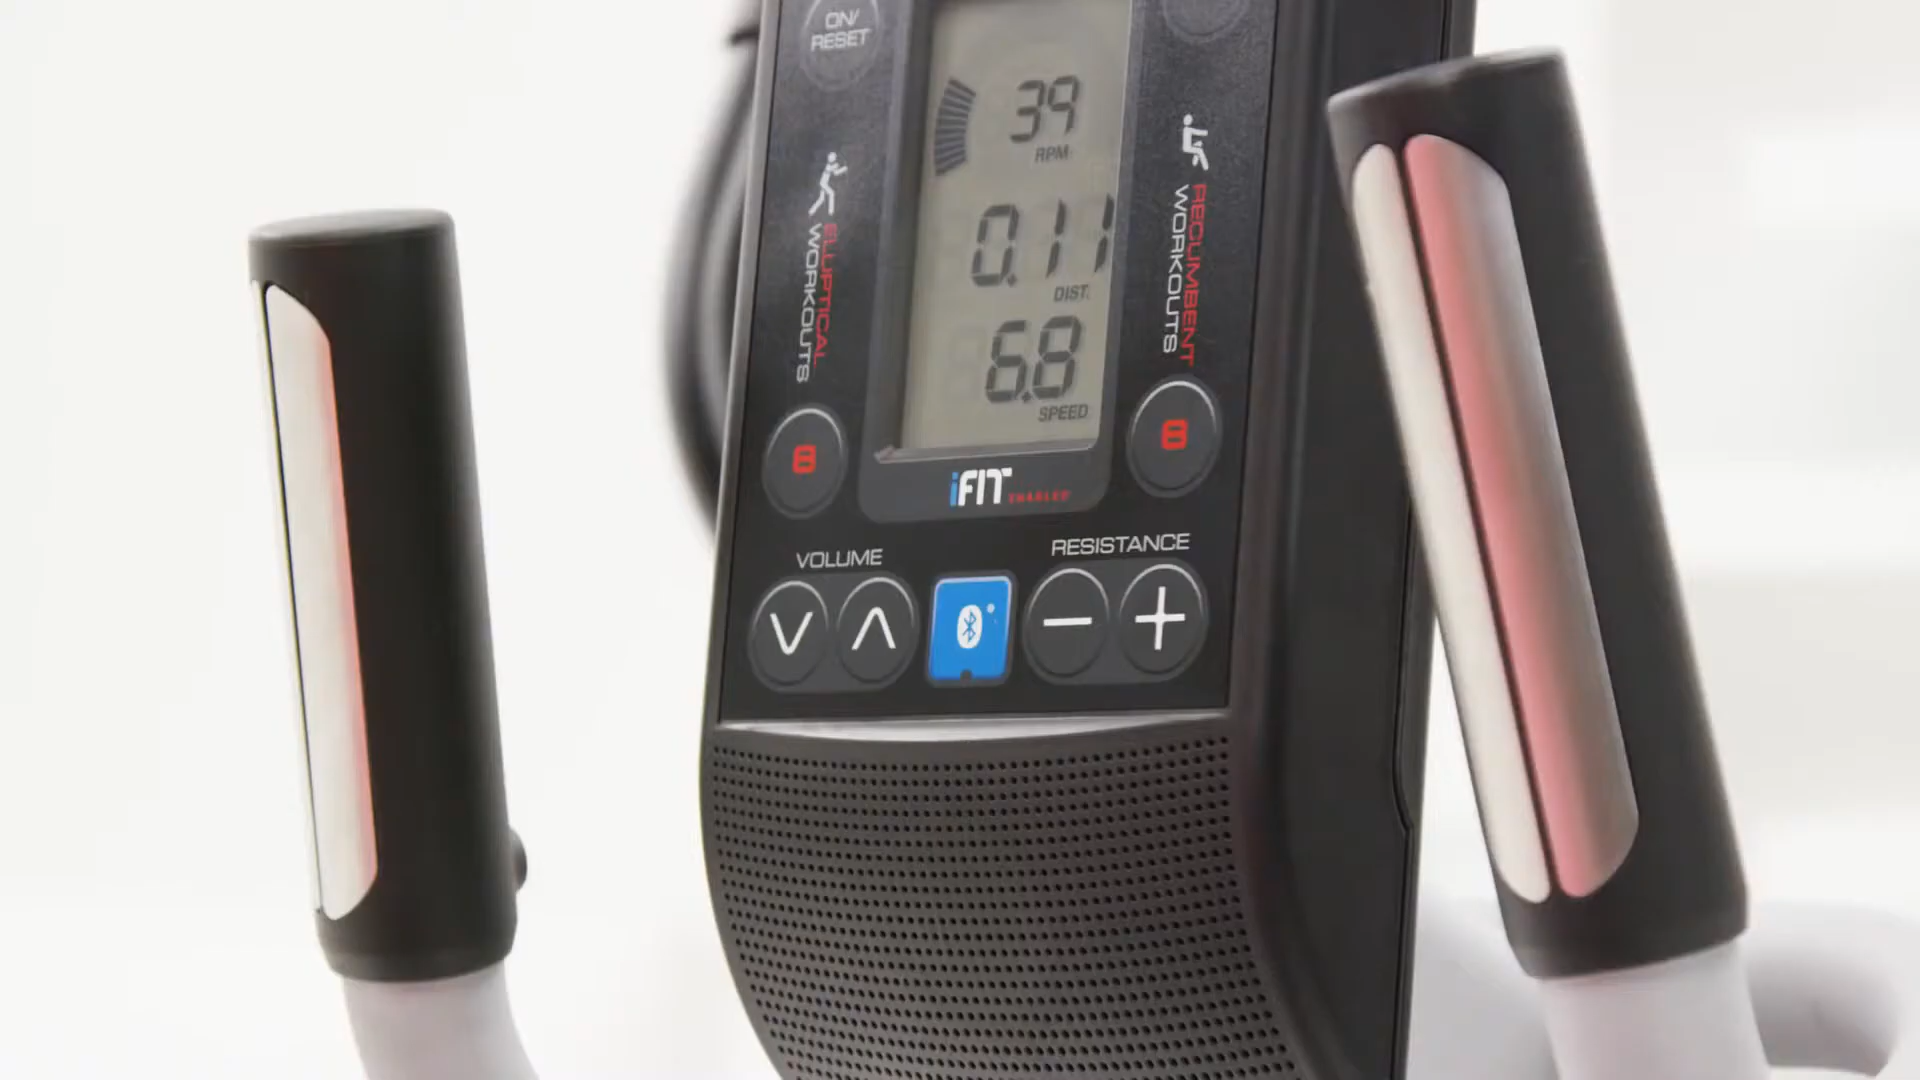 ON/
RESET
39
RPM
0.11
DIST.
6.8
SPEED
ELLIPTICAL
WORKOUTS
RECUMBENT
WORKOUTS
8
8
iFIT ENABLED
VOLUME
RESISTANCE